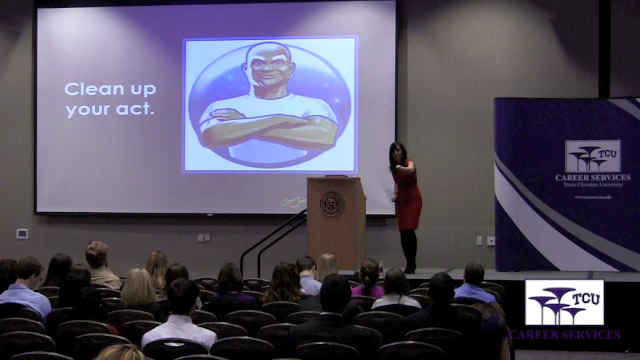 Clean up
your act.
TCU
CAREER SERVICES
Texas Christian University
TCU
CAREER SERVICES